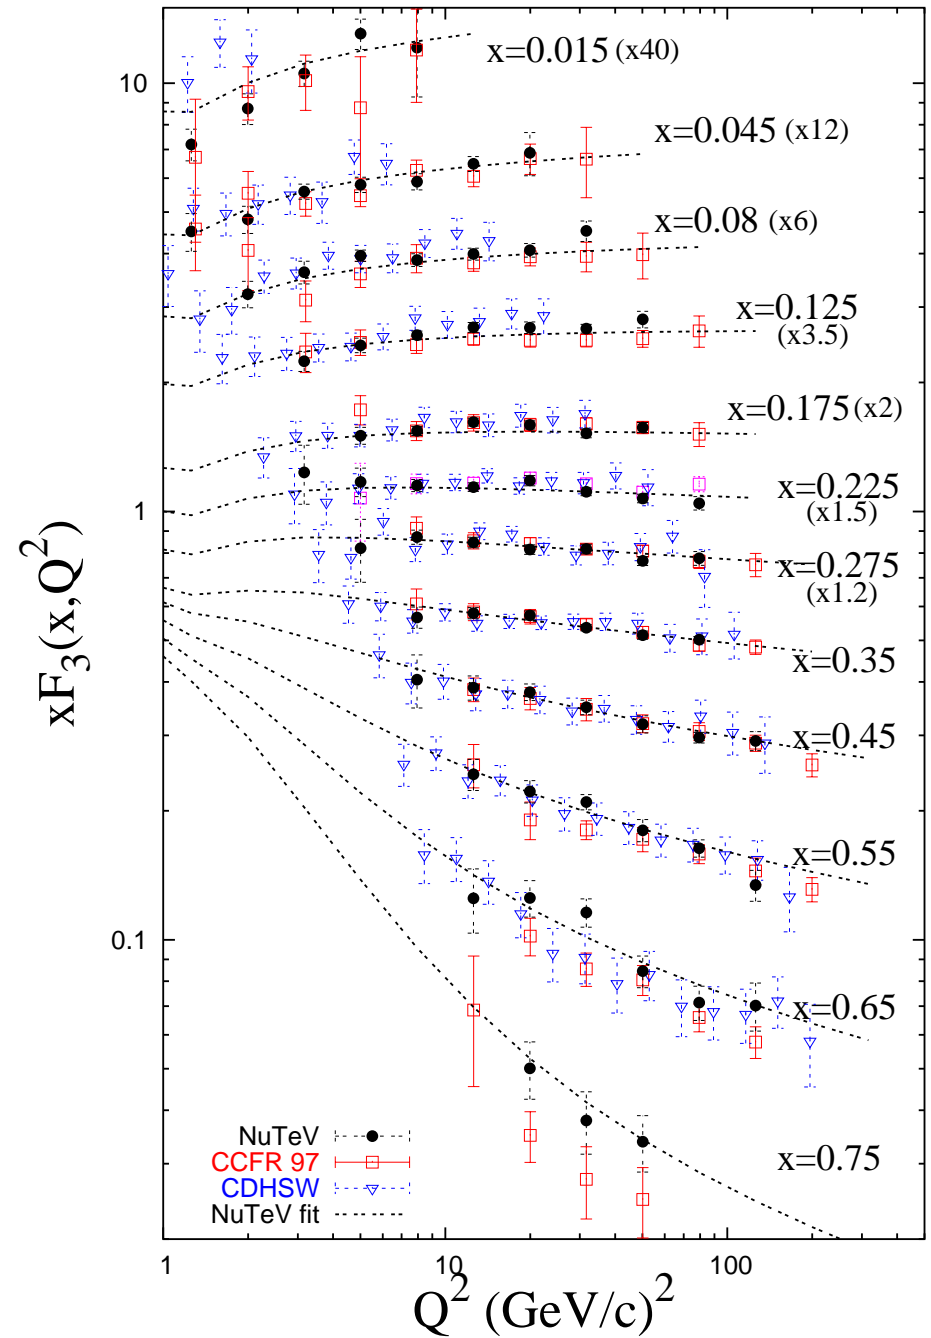 x=0.015 (x40)
10
x=0.045 (x12)
x=0.08 (x6)
x=0.125
(x3.5)
x=0.175 (x2)
x=0.225
(x1.5)
1
x=0.275
(x1.2)
x=0.35
x=0.45
x=0.55
0.1
x=0.65
x=0.75
xF₃(x,Q²)
NuTeV
CCFR 97
CDHSW
NuTeV fit
1 10 100
Q² (GeV/c)²